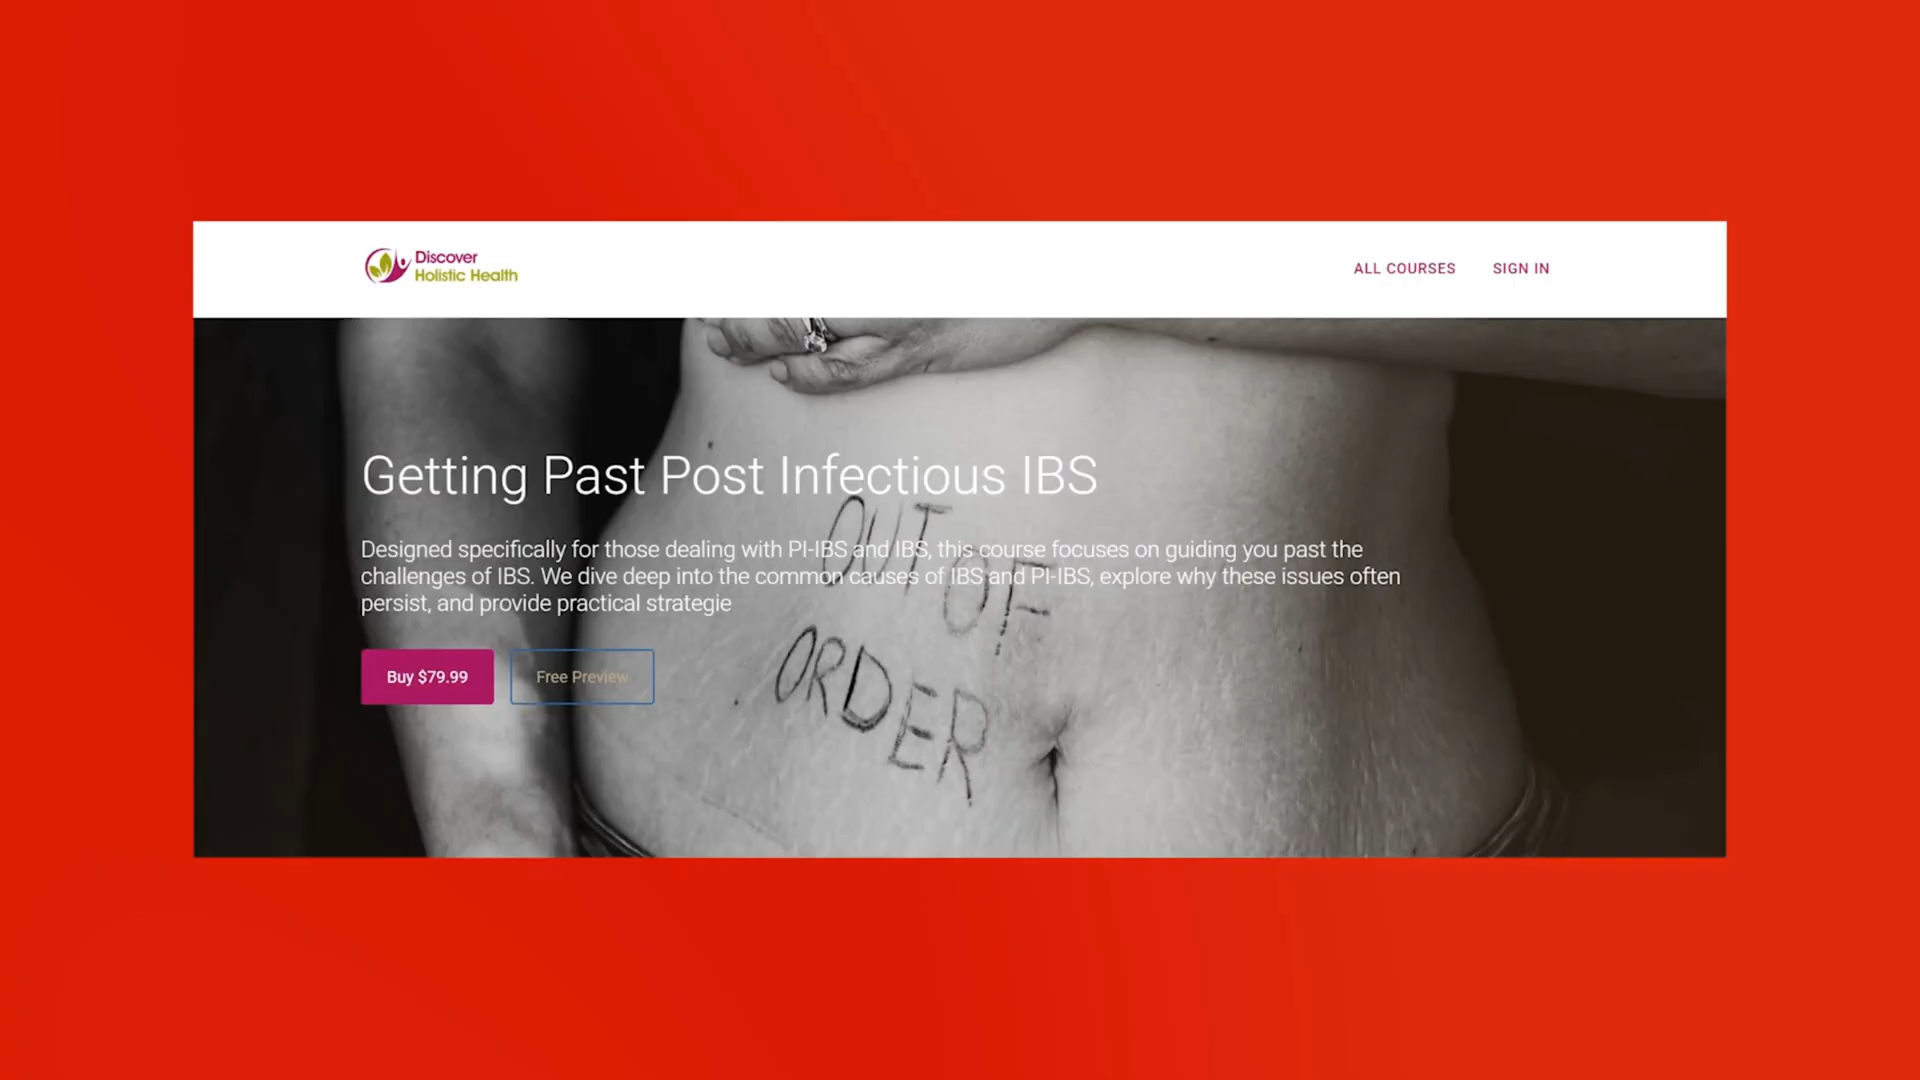 Discover
Holistic Health
ALL COURSES
SIGN IN
Getting Past Post Infectious IBS
Designed specifically for those dealing with PI-IBS and IBS, this course focuses on guiding you past the
challenges of IBS. We dive deep into the common causes of IBS and PI-IBS, explore why these issues often
persist, and provide practical strategie
Buy $79.99
Free Preview
OUT OF
ORDER